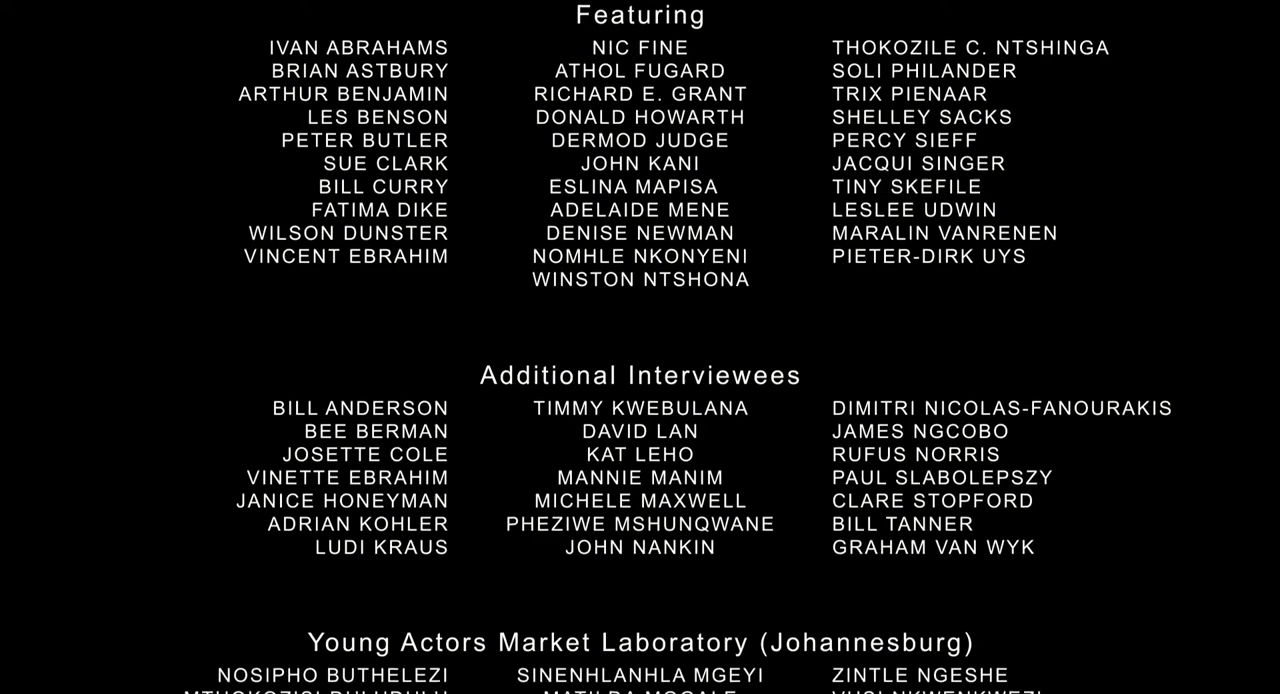 Featuring
IVAN ABRAHAMS NIC FINE THOKOZILE C. NTSHINGA
BRIAN ASTBURY ATHOL FUGARD SOLI PHILANDER
ARTHUR BENJAMIN RICHARD E. GRANT TRIX PIENAAR
LES BENSON DONALD HOWARTH SHELLEY SACKS
PETER BUTLER DERMOD JUDGE PERCY SIEFF
SUE CLARK JOHN KANI JACQUI SINGER
BILL CURRY ESLINA MAPISA TINY SKEFILE
FATIMA DIKE ADELAIDE MENE LESLEE UDWIN
WILSON DUNSTER DENISE NEWMAN MARALIN VANRENEN
VINCENT EBRAHIM NOMHLE NKONYENI PIETER-DIRK UYS
WINSTON NTSHONA
Additional Interviewees
BILL ANDERSON TIMMY KWEBULANA DIMITRI NICOLAS-FANOURAKIS
BEE BERMAN DAVID LAN JAMES NGCOBO
JOSETTE COLE KAT LEHO RUFUS NORRIS
VINETTE EBRAHIM MANNIE MANIM PAUL SLABOLEPSZY
JANICE HONEYMAN MICHELE MAXWELL CLARE STOPFORD
ADRIAN KOHLER PHEZIWE MSHUNQWANE BILL TANNER
LUDI KRAUS JOHN NANKIN GRAHAM VAN WYK
Young Actors Market Laboratory (Johannesburg)
NOSIPHO BUTHELEZI SINENHLANHLA MGEYI ZINTLE NGESHE